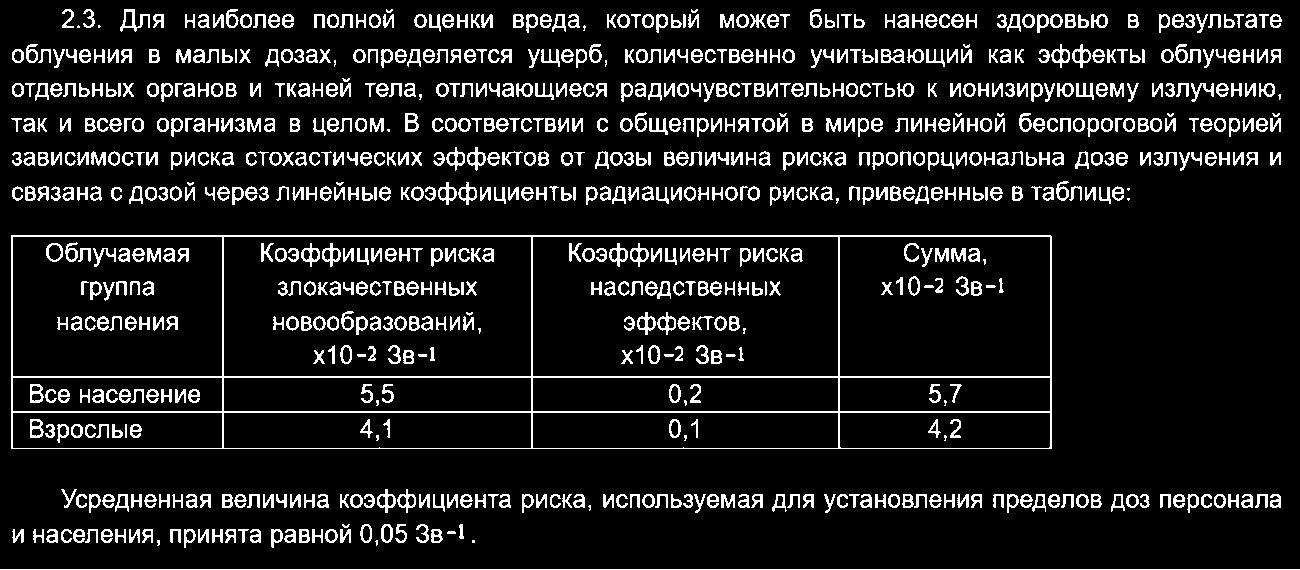 2.3. Для наиболее полной оценки вреда, который может быть нанесен здоровью в результате
облучения в малых дозах, определяется ущерб, количественно учитывающий как эффекты облучения
отдельных органов и тканей тела, отличающиеся радиочувствительностью к ионизирующему излучению,
так и всего организма в целом. В соответствии с общепринятой в мире линейной беспороговой теорией
зависимости риска стохастических эффектов от дозы величина риска пропорциональна дозе излучения и
связана с дозой через линейные коэффициенты радиационного риска, приведенные в таблице:
Облучаемая группа населения
Коэффициент риска злокачественных новообразований, x10-2 Зв-1
Коэффициент риска наследственных эффектов, x10-2 Зв-1
Сумма, x10-2 Зв-1
Все население 5,5 0,2 5,7
Взрослые 4,1 0,1 4,2
Усредненная величина коэффициента риска, используемая для установления пределов доз персонала
и населения, принята равной 0,05 Зв-1.